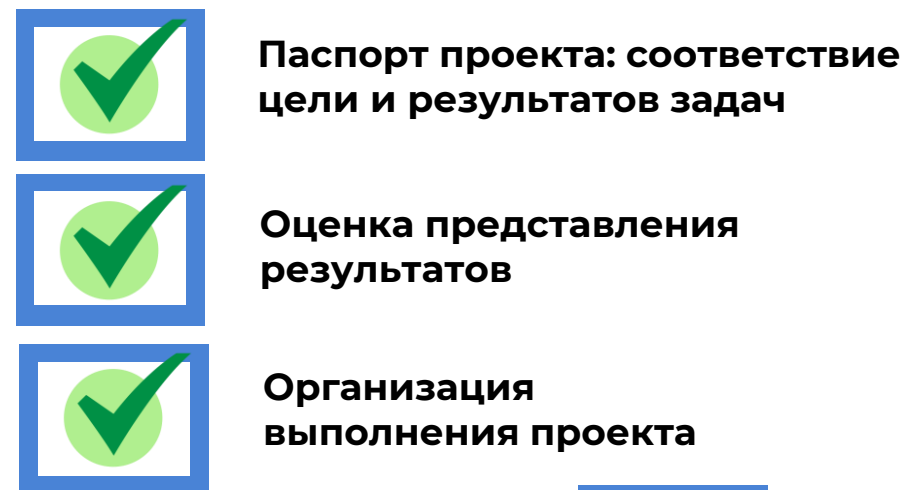 Паспорт проекта: соответствие
цели и результатов задач
Оценка представления
результатов
Организация
выполнения проекта